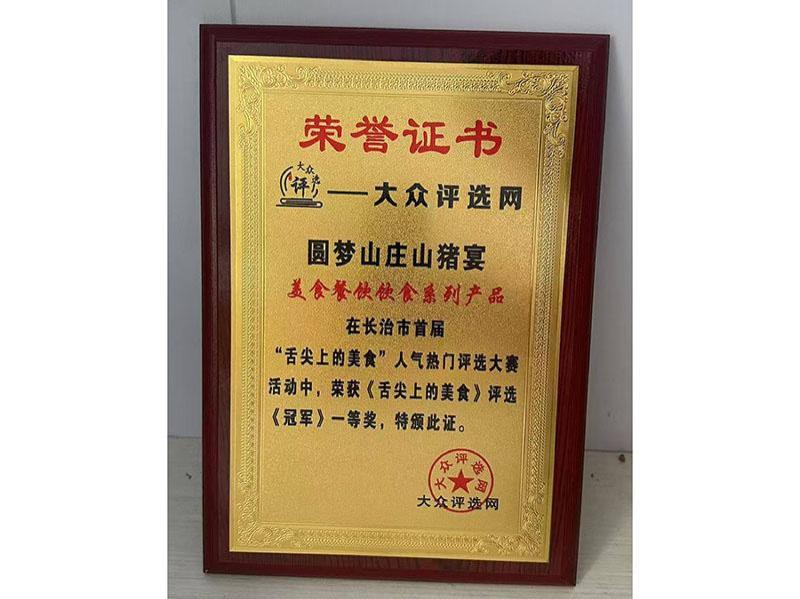 荣誉证书
大众
评选
——大众评选网
圆梦山庄山猪宴
美食餐饮饮食系列产品
在长治市首届
“舌尖上的美食”人气热门评选大赛
活动中，荣获《舌尖上的美食》评选
《冠军》一等奖，特颁此证。
大众评选网
大众评选网